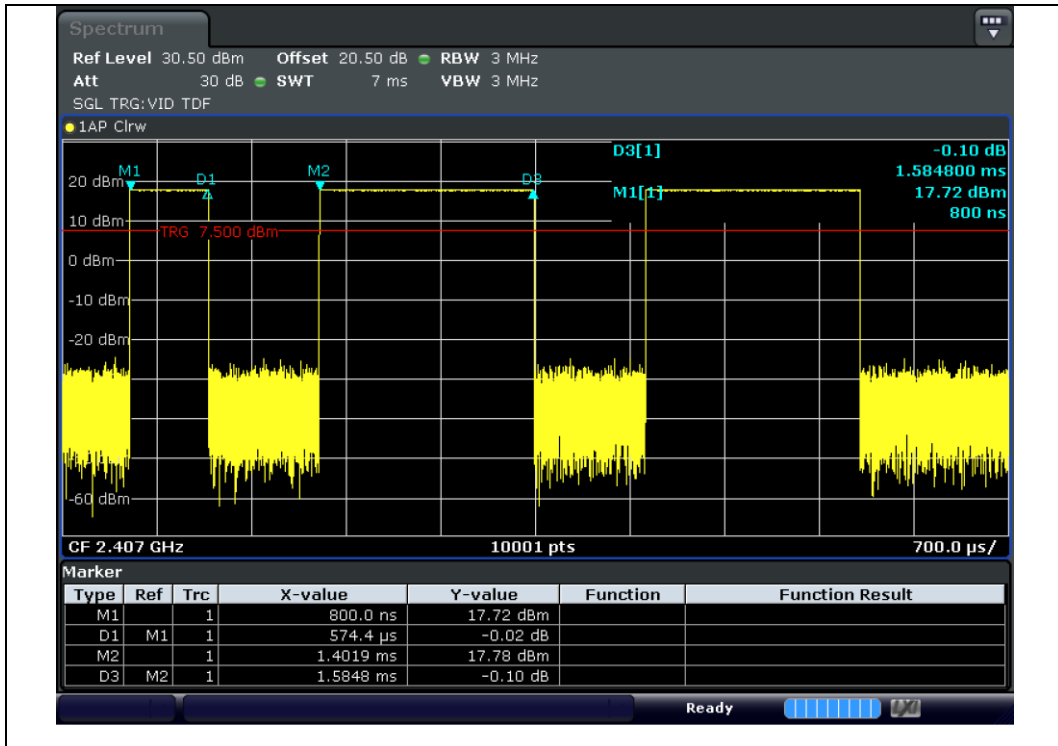 Spectrum
Ref Level 30.50 dBm Offset 20.50 dB RBW 3 MHz
Att 30 dB SWT 7 ms VBW 3 MHz
SGL TRG:VID TDF
1AP Clrw
D3[1] -0.10 dB
1.584800 ms
M1[1] 17.72 dBm
800 ns
M1 D1 M2 D3
20 dBm
10 dBm
TRG 7.500 dBm
0 dBm
-10 dBm
-20 dBm
-60 dBm
CF 2.407 GHz 10001 pts 700.0 µs/
Marker
Type Ref Trc X-value Y-value Function Function Result
M1 1 800.0 ns 17.72 dBm
D1 M1 1 574.4 µs -0.02 dB
M2 1 1.4019 ms 17.78 dBm
D3 M2 1 1.5848 ms -0.10 dB
Ready